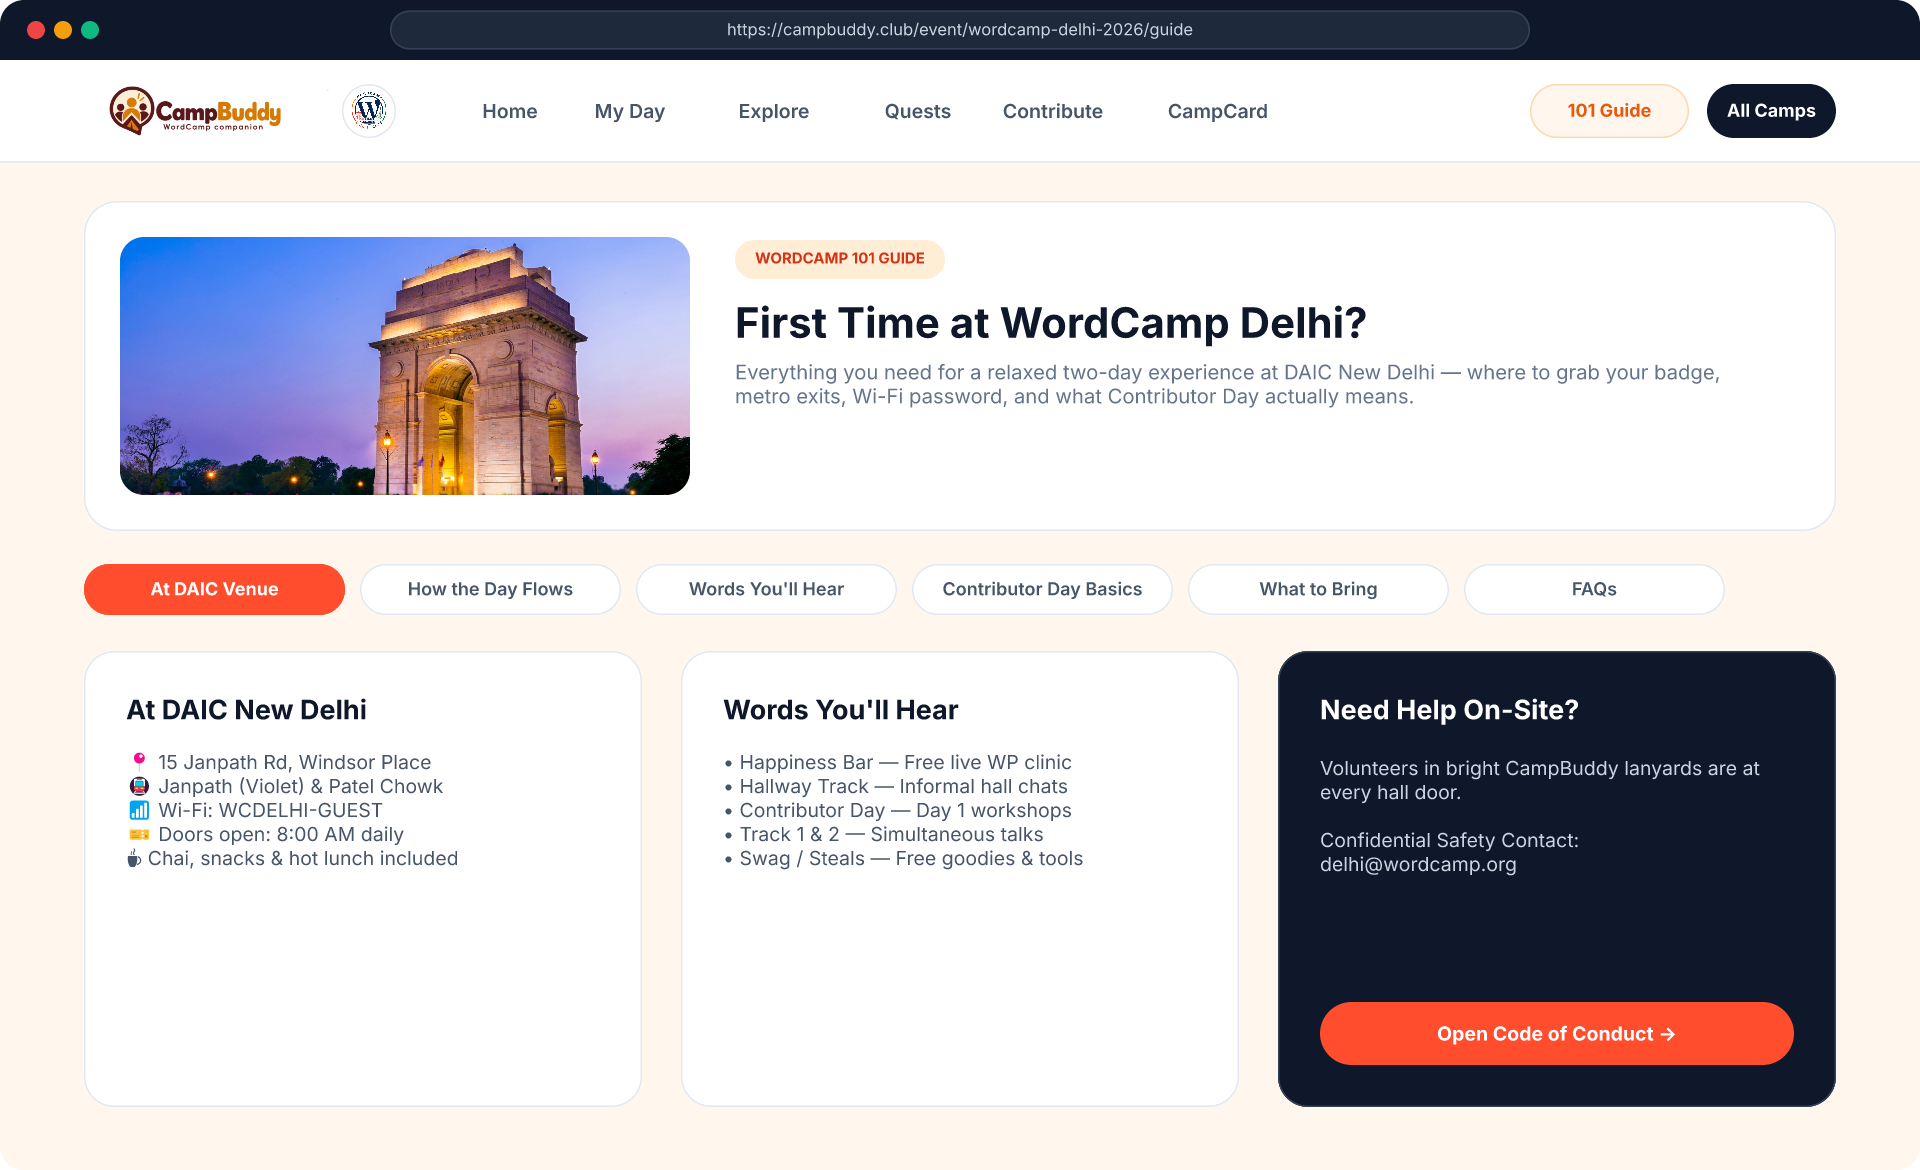 https://campbuddy.club/event/wordcamp-delhi-2026/guide
CampBuddy
WordCamp companion
Home
My Day
Explore
Quests
Contribute
CampCard
101 Guide
All Camps
WORDCAMP 101 GUIDE
First Time at WordCamp Delhi?
Everything you need for a relaxed two-day experience at DAIC New Delhi — where to grab your badge,
metro exits, Wi-Fi password, and what Contributor Day actually means.
At DAIC Venue
How the Day Flows
Words You'll Hear
Contributor Day Basics
What to Bring
FAQs
At DAIC New Delhi
📍 15 Janpath Rd, Windsor Place
🚇 Janpath (Violet) & Patel Chowk
📶 Wi-Fi: WCDELHI-GUEST
🎫 Doors open: 8:00 AM daily
☕ Chai, snacks & hot lunch included
Words You'll Hear
• Happiness Bar — Free live WP clinic
• Hallway Track — Informal hall chats
• Contributor Day — Day 1 workshops
• Track 1 & 2 — Simultaneous talks
• Swag / Steals — Free goodies & tools
Need Help On-Site?
Volunteers in bright CampBuddy lanyards are at
every hall door.
Confidential Safety Contact:
delhi@wordcamp.org
Open Code of Conduct →